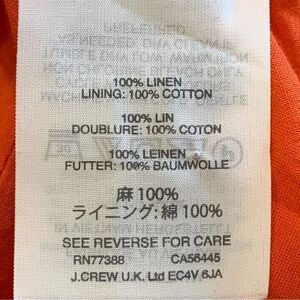 100% LINEN
LINING: 100% COTTON
100% LIN
DOUBLURE: 100% COTON
100% LEINEN
FUTTER: 100% BAUMWOLLE
麻 100%
ライニング: 綿 100%
SEE REVERSE FOR CARE
RN77388 CA56445
J.CREW U.K. Ltd EC4V 6JA